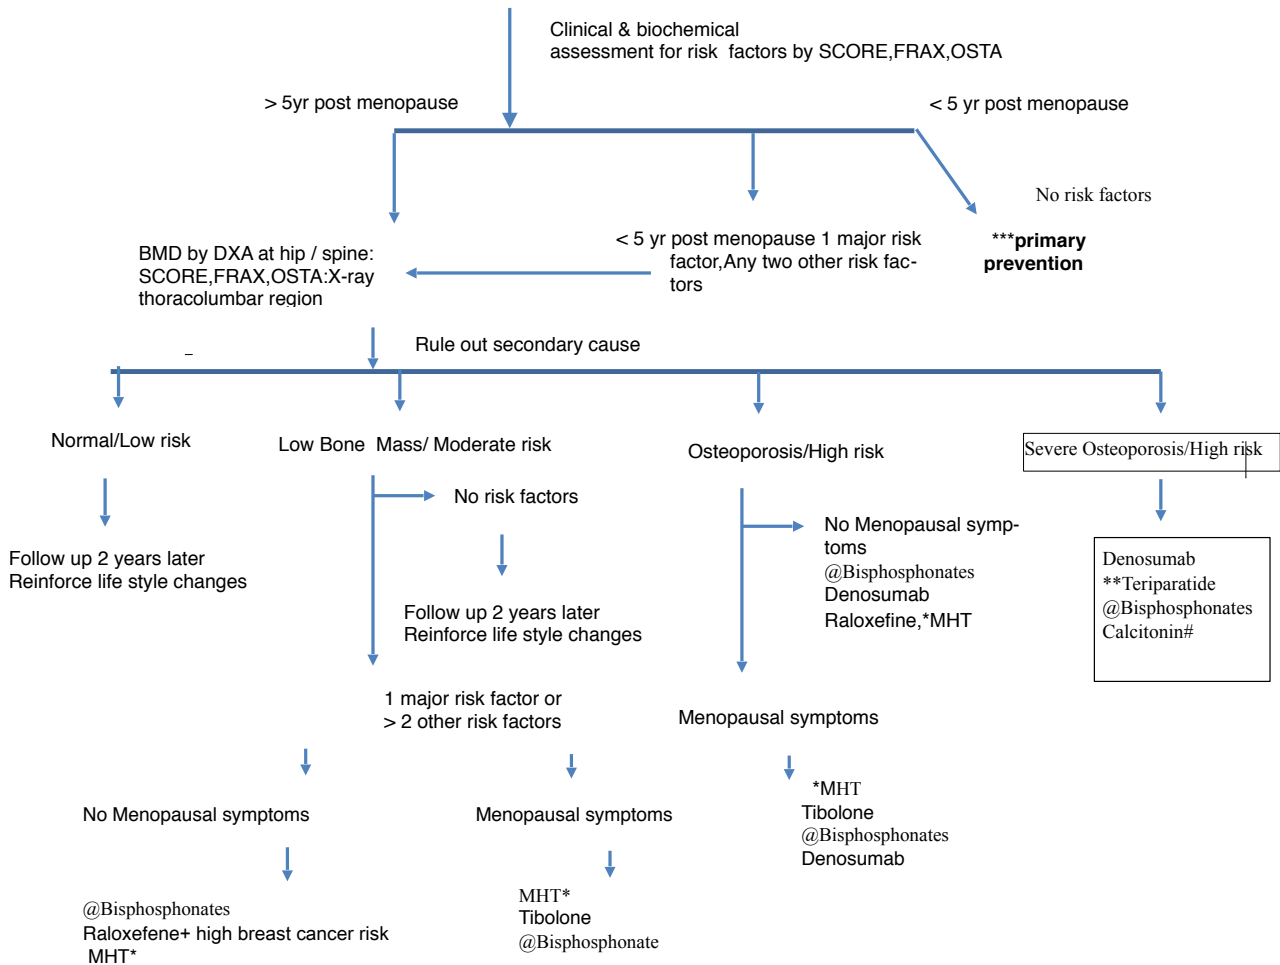 Clinical & biochemical
assessment for risk factors by SCORE,FRAX,OSTA
> 5yr post menopause
< 5 yr post menopause
No risk factors
***primary
prevention
< 5 yr post menopause 1 major risk
factor,Any two other risk fac-
tors
BMD by DXA at hip / spine:
SCORE,FRAX,OSTA:X-ray
thoracolumbar region
Rule out secondary cause
Normal/Low risk
Low Bone Mass/ Moderate risk
Osteoporosis/High risk
Severe Osteoporosis/High risk
Follow up 2 years later
Reinforce life style changes
No risk factors
Follow up 2 years later
Reinforce life style changes
No Menopausal symp-
toms
@Bisphosphonates
Denosumab
Raloxefine,*MHT
Denosumab
**Teriparatide
@Bisphosphonates
Calcitonin#
1 major risk factor or
> 2 other risk factors
Menopausal symptoms
No Menopausal symptoms
Menopausal symptoms
*MHT
Tibolone
@Bisphosphonates
Denosumab
@Bisphosphonates
Raloxefene+ high breast cancer risk
MHT*
MHT*
Tibolone
@Bisphosphonate